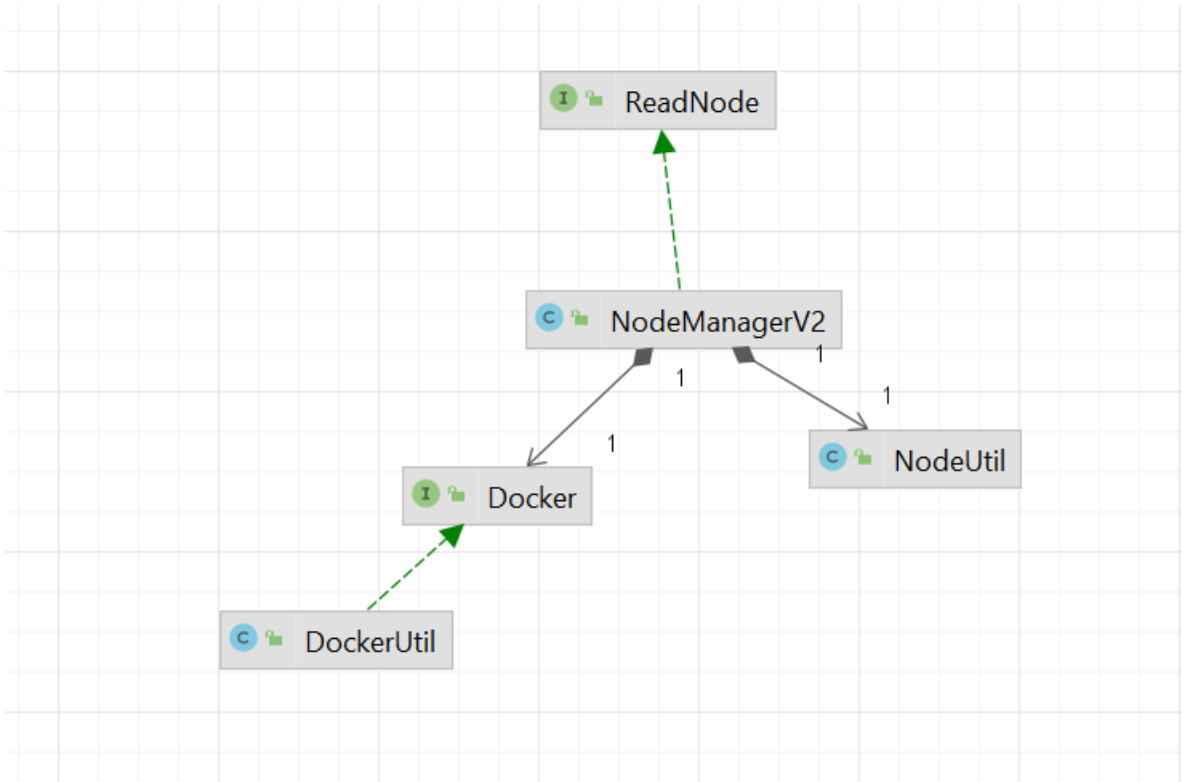 I ReadNode
C NodeManagerV2
1
1
1
1
C NodeUtil
I Docker
C DockerUtil